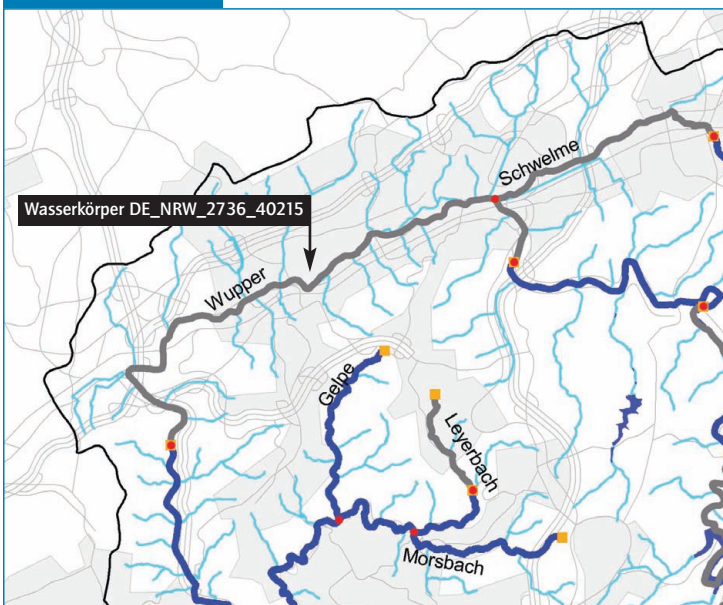 Schwelme
Wasserkörper DE_NRW_2736_40215
Wupper
Gelpe
Leyerbach
Morsbach